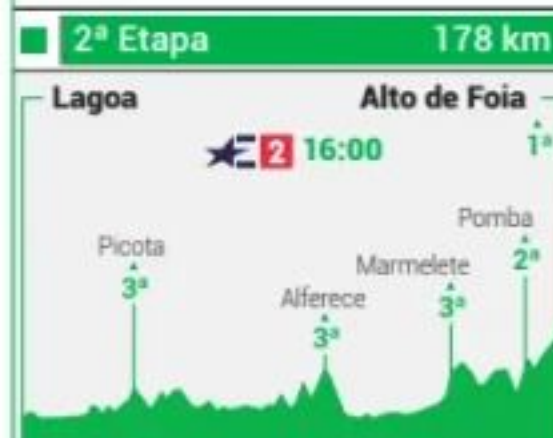 2ª Etapa 178 km
Lagoa Alto de Foia
E2 16:00
1ª
Pomba
2ª
Picota
3ª
Marmelete
3ª
Alferece
3ª